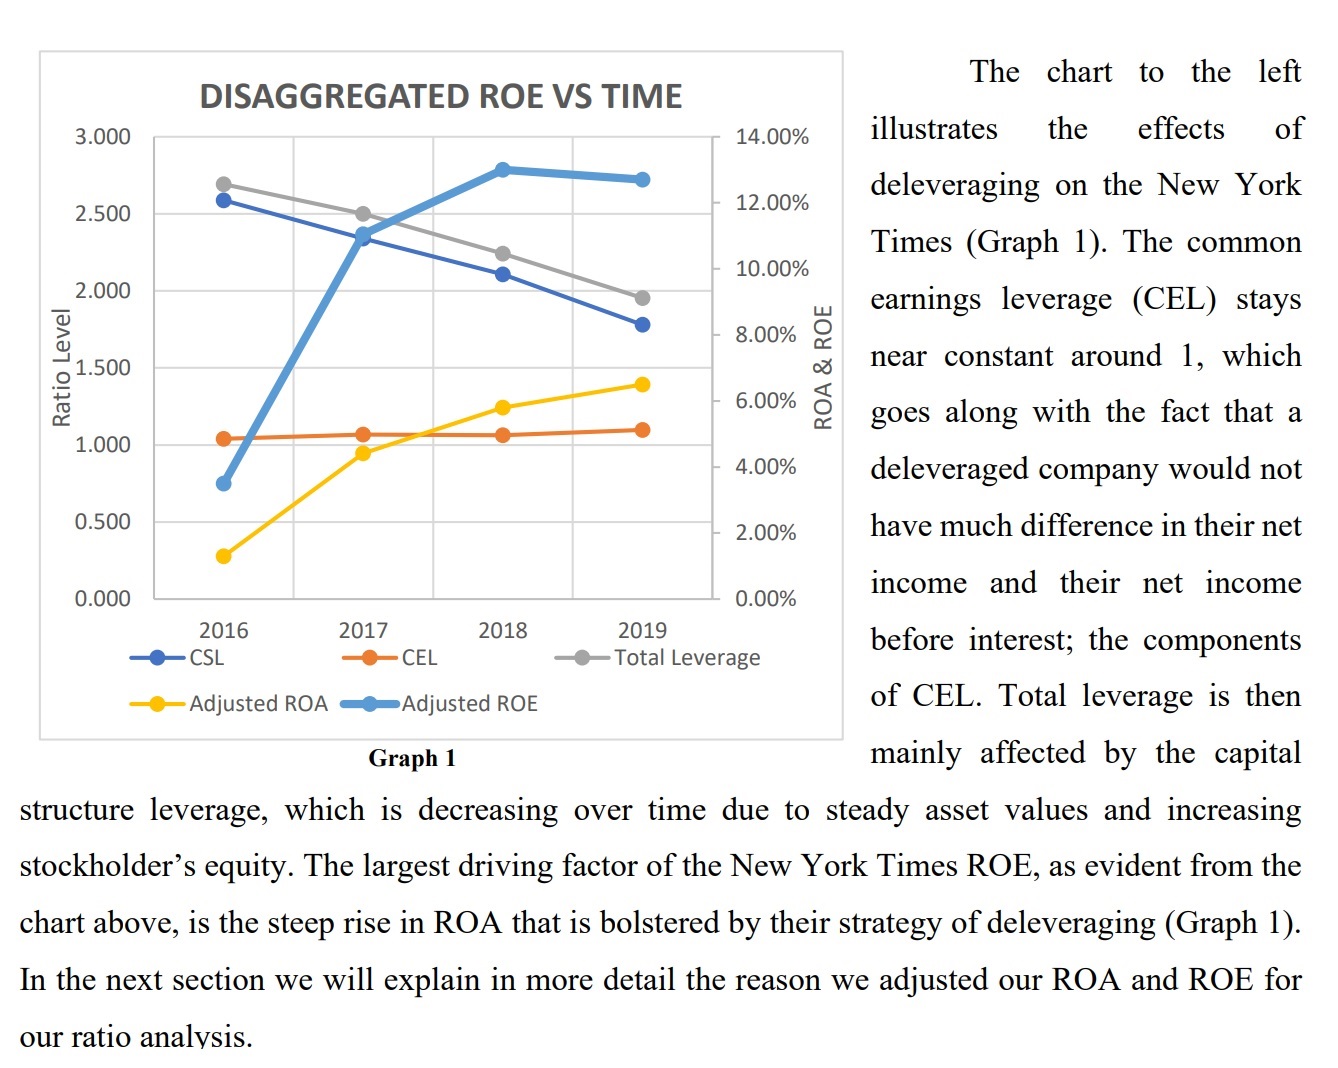 DISAGGREGATED ROE VS TIME
3.000
2.500
2.000
1.500
1.000
0.500
0.000
Ratio Level
14.00%
12.00%
10.00%
8.00%
6.00%
4.00%
2.00%
0.00%
ROA & ROE
2016 2017 2018 2019
CSL CEL Total Leverage
Adjusted ROA Adjusted ROE
Graph 1
The chart to the left
illustrates the effects of
deleveraging on the New York
Times (Graph 1). The common
earnings leverage (CEL) stays
near constant around 1, which
goes along with the fact that a
deleveraged company would not
have much difference in their net
income and their net income
before interest; the components
of CEL. Total leverage is then
mainly affected by the capital
structure leverage, which is decreasing over time due to steady asset values and increasing
stockholder’s equity. The largest driving factor of the New York Times ROE, as evident from the
chart above, is the steep rise in ROA that is bolstered by their strategy of deleveraging (Graph 1).
In the next section we will explain in more detail the reason we adjusted our ROA and ROE for
our ratio analysis.